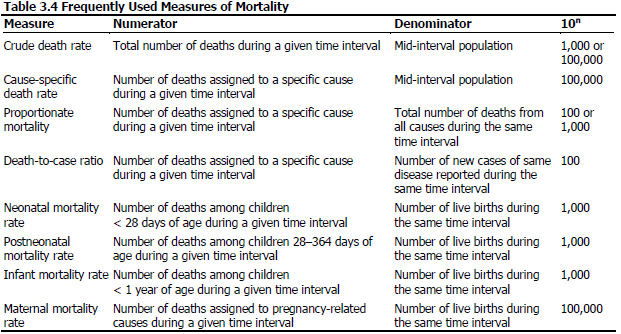 Table 3.4 Frequently Used Measures of Mortality
Measure Numerator Denominator 10ⁿ
Crude death rate Total number of deaths during a given time interval Mid-interval population 1,000 or
100,000
Cause-specific Number of deaths assigned to a specific cause Mid-interval population 100,000
death rate during a given time interval
Proportionate Number of deaths assigned to a specific cause Total number of deaths from 100 or
mortality during a given time interval all causes during the same 1,000
time interval
Death-to-case ratio Number of deaths assigned to a specific cause Number of new cases of same 100
during a given time interval disease reported during the
same time interval
Neonatal mortality Number of deaths among children Number of live births during 1,000
rate < 28 days of age during a given time interval the same time interval
Postneonatal Number of deaths among children 28–364 days of Number of live births during 1,000
mortality rate age during a given time interval the same time interval
Infant mortality rate Number of deaths among children Number of live births during 1,000
< 1 year of age during a given time interval the same time interval
Maternal mortality Number of deaths assigned to pregnancy-related Number of live births during 100,000
rate causes during a given time interval the same time interval